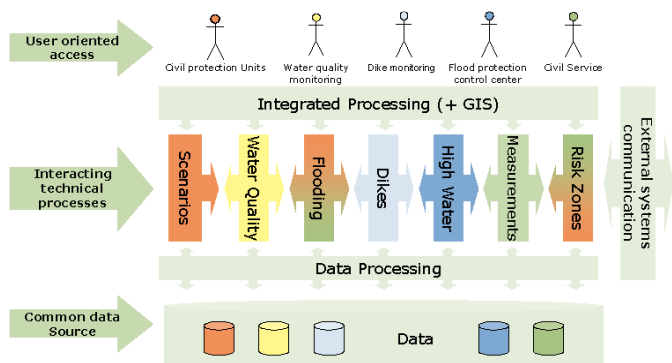 User oriented
access
Civil protection Units
Water quality
monitoring
Dike monitoring
Flood protection
control center
Civil Service
Integrated Processing (+ GIS)
Interacting
technical
processes
Scenarios
Water Quality
Flooding
Dikes
High Water
Measurements
Risk Zones
External systems
communication
Data Processing
Common data
Source
Data